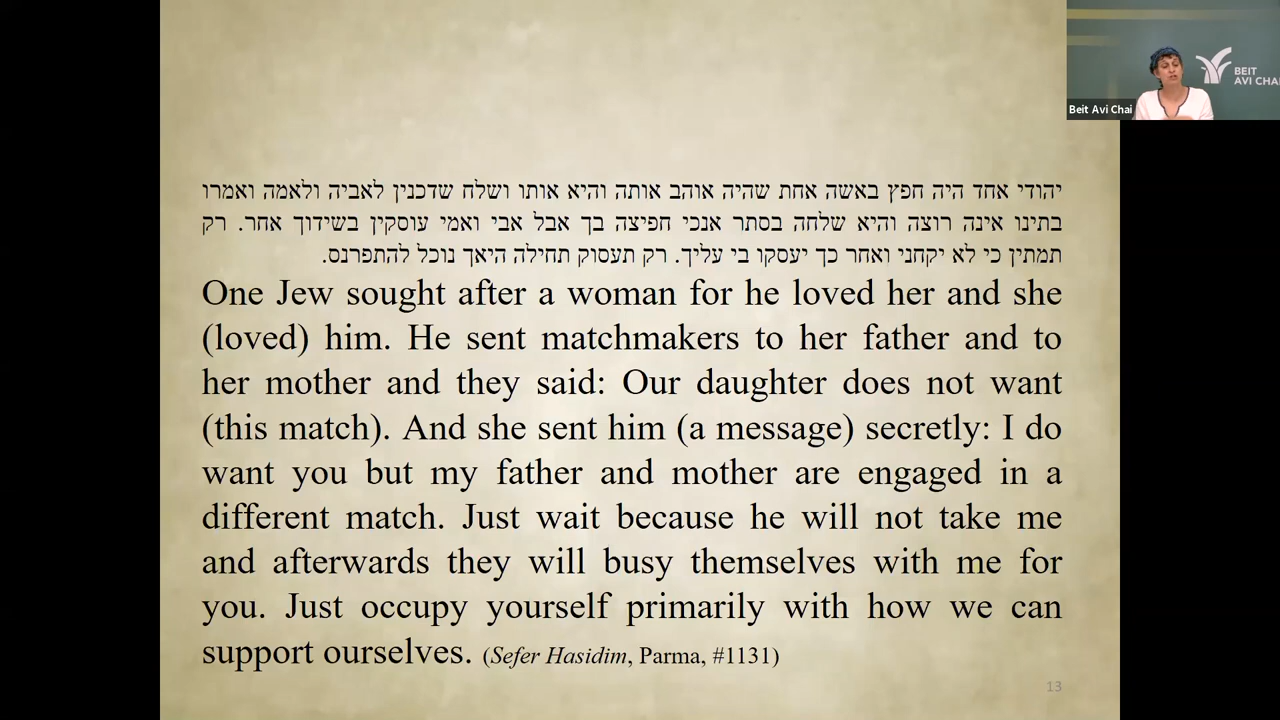 BEIT
AVI CHAI
Beit Avi Chai
יהודי אחד היה חפץ באשה אחת שהיה אוהב אותה והיא אותו ושלח שדכנין לאביה ולאמה ואמרו
בתינו אינה רוצה והיא שלחה בסתר אנכי חפיצה בך אבל אבי ואמי עוסקין בשידוך אחר. רק
תמתין כי לא יקחני ואחר כך יעסקו בי עליך. רק תעסוק תחילה היאך נוכל להתפרנס.
One Jew sought after a woman for he loved her and she
(loved) him. He sent matchmakers to her father and to
her mother and they said: Our daughter does not want
(this match). And she sent him (a message) secretly: I do
want you but my father and mother are engaged in a
different match. Just wait because he will not take me
and afterwards they will busy themselves with me for
you. Just occupy yourself primarily with how we can
support ourselves. (Sefer Hasidim, Parma, #1131)
13